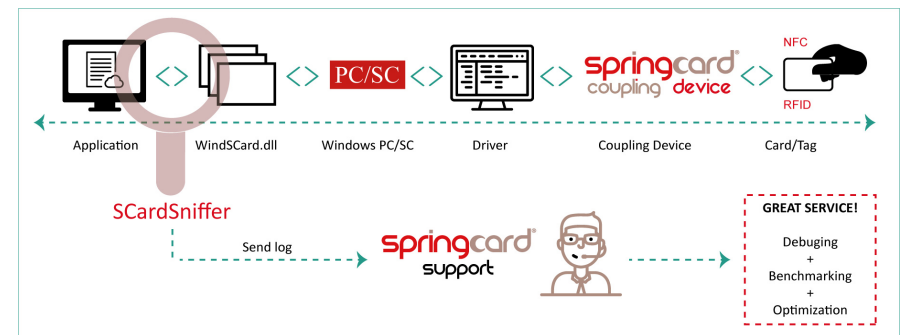 NFC
PC/SC
springcard®
coupling device
RFID
Application
WindSCard.dll
Windows PC/SC
Driver
Coupling Device
Card/Tag
SCardSniffer
Send log
springcard®
support
GREAT SERVICE!
Debuging
+
Benchmarking
+
Optimization